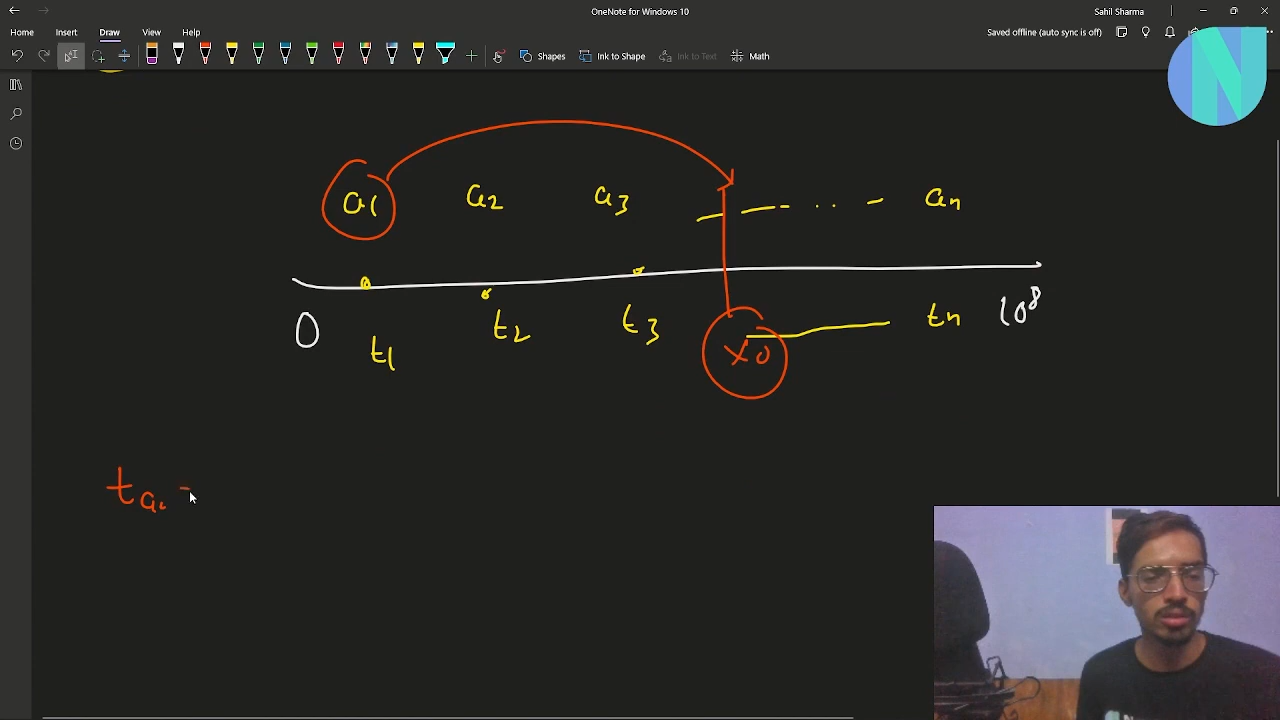 OneNote for Windows 10
Sahil Sharma
Home Insert Draw View Help
Saved offline (auto sync is off)
Shapes Ink to Shape Ink to Text Math
a1 a2 a3 - - - . . - an
0 t1 t2 t3 x0 tn 10^8
ta1 =
N